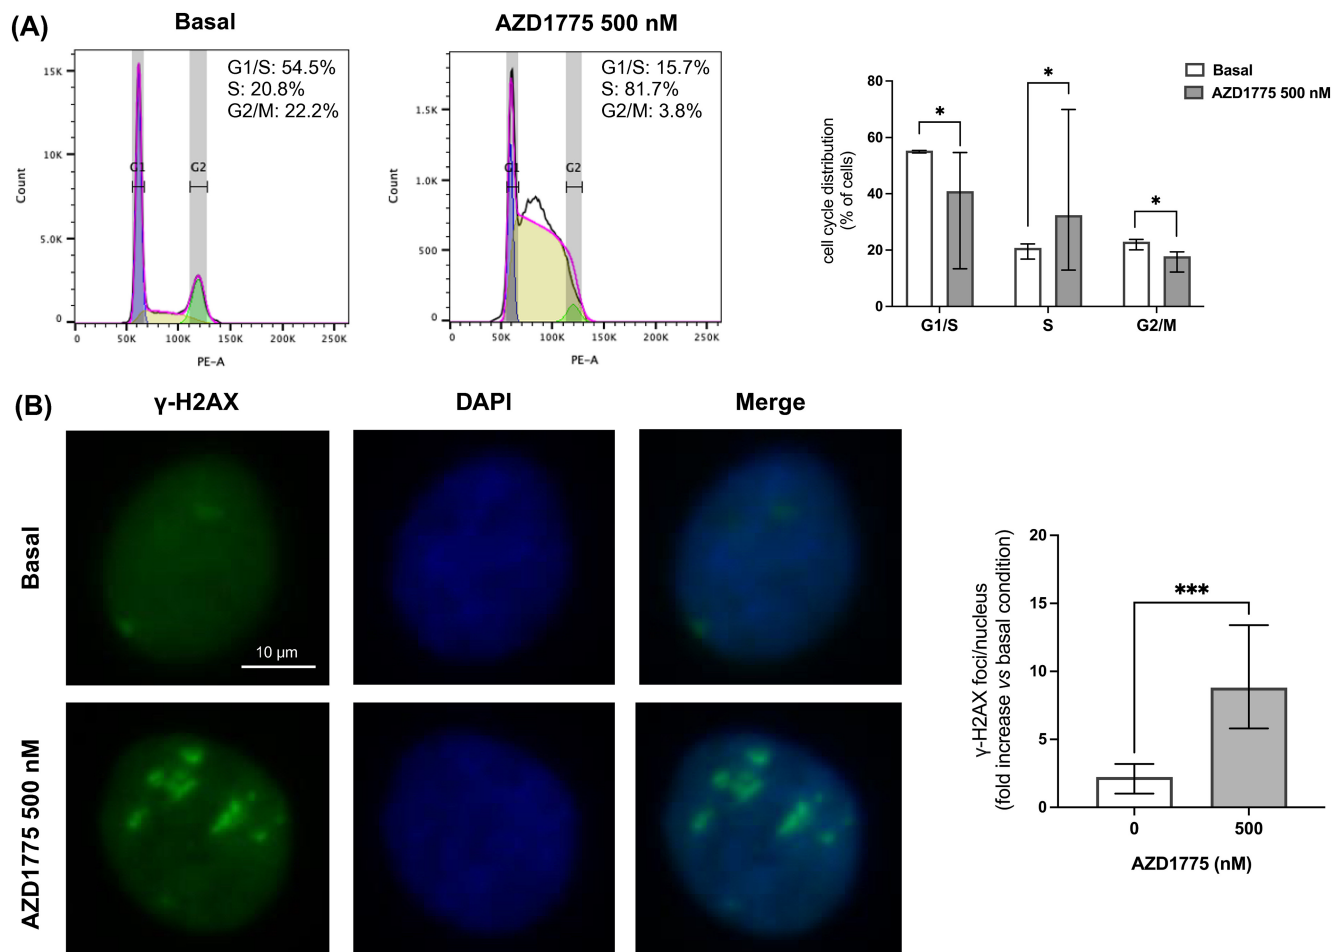 (A)
Basal
AZD1775 500 nM
G1/S: 54.5%
S: 20.8%
G2/M: 22.2%
15K
10K
5.0K
0
G1
G2
Count
0
50K
100K
150K
200K
250K
PE-A
G1/S: 15.7%
S: 81.7%
G2/M: 3.8%
1.5K
1.0K
500
0
G1
G2
Count
0
50K
100K
150K
200K
250K
PE-A
Basal
AZD1775 500 nM
cell cycle distribution
(% of cells)
80
60
40
20
0
*
*
*
G1/S
S
G2/M
(B)
γ-H2AX
DAPI
Merge
Basal
10 μm
AZD1775 500 nM
γ-H2AX foci/nucleus
(fold increase vs basal condition)
20
15
10
5
0
***
0
500
AZD1775 (nM)